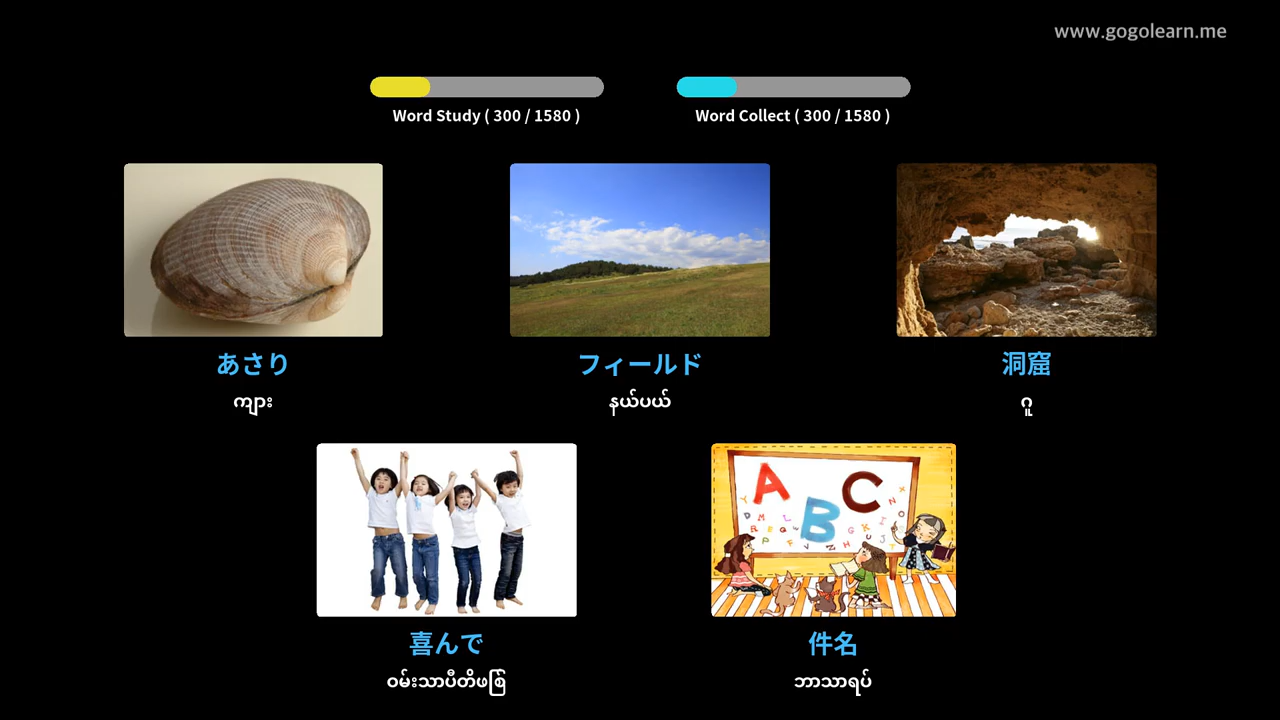 www.gogolearn.me
Word Study ( 300 / 1580 )
Word Collect ( 300 / 1580 )
あさり
ကျား
フィールド
နယ်ပယ်
洞窟
ဂူ
喜んで
ဝမ်းသာပီတိဖြစ်
件名
ဘာသာရပ်
A B C